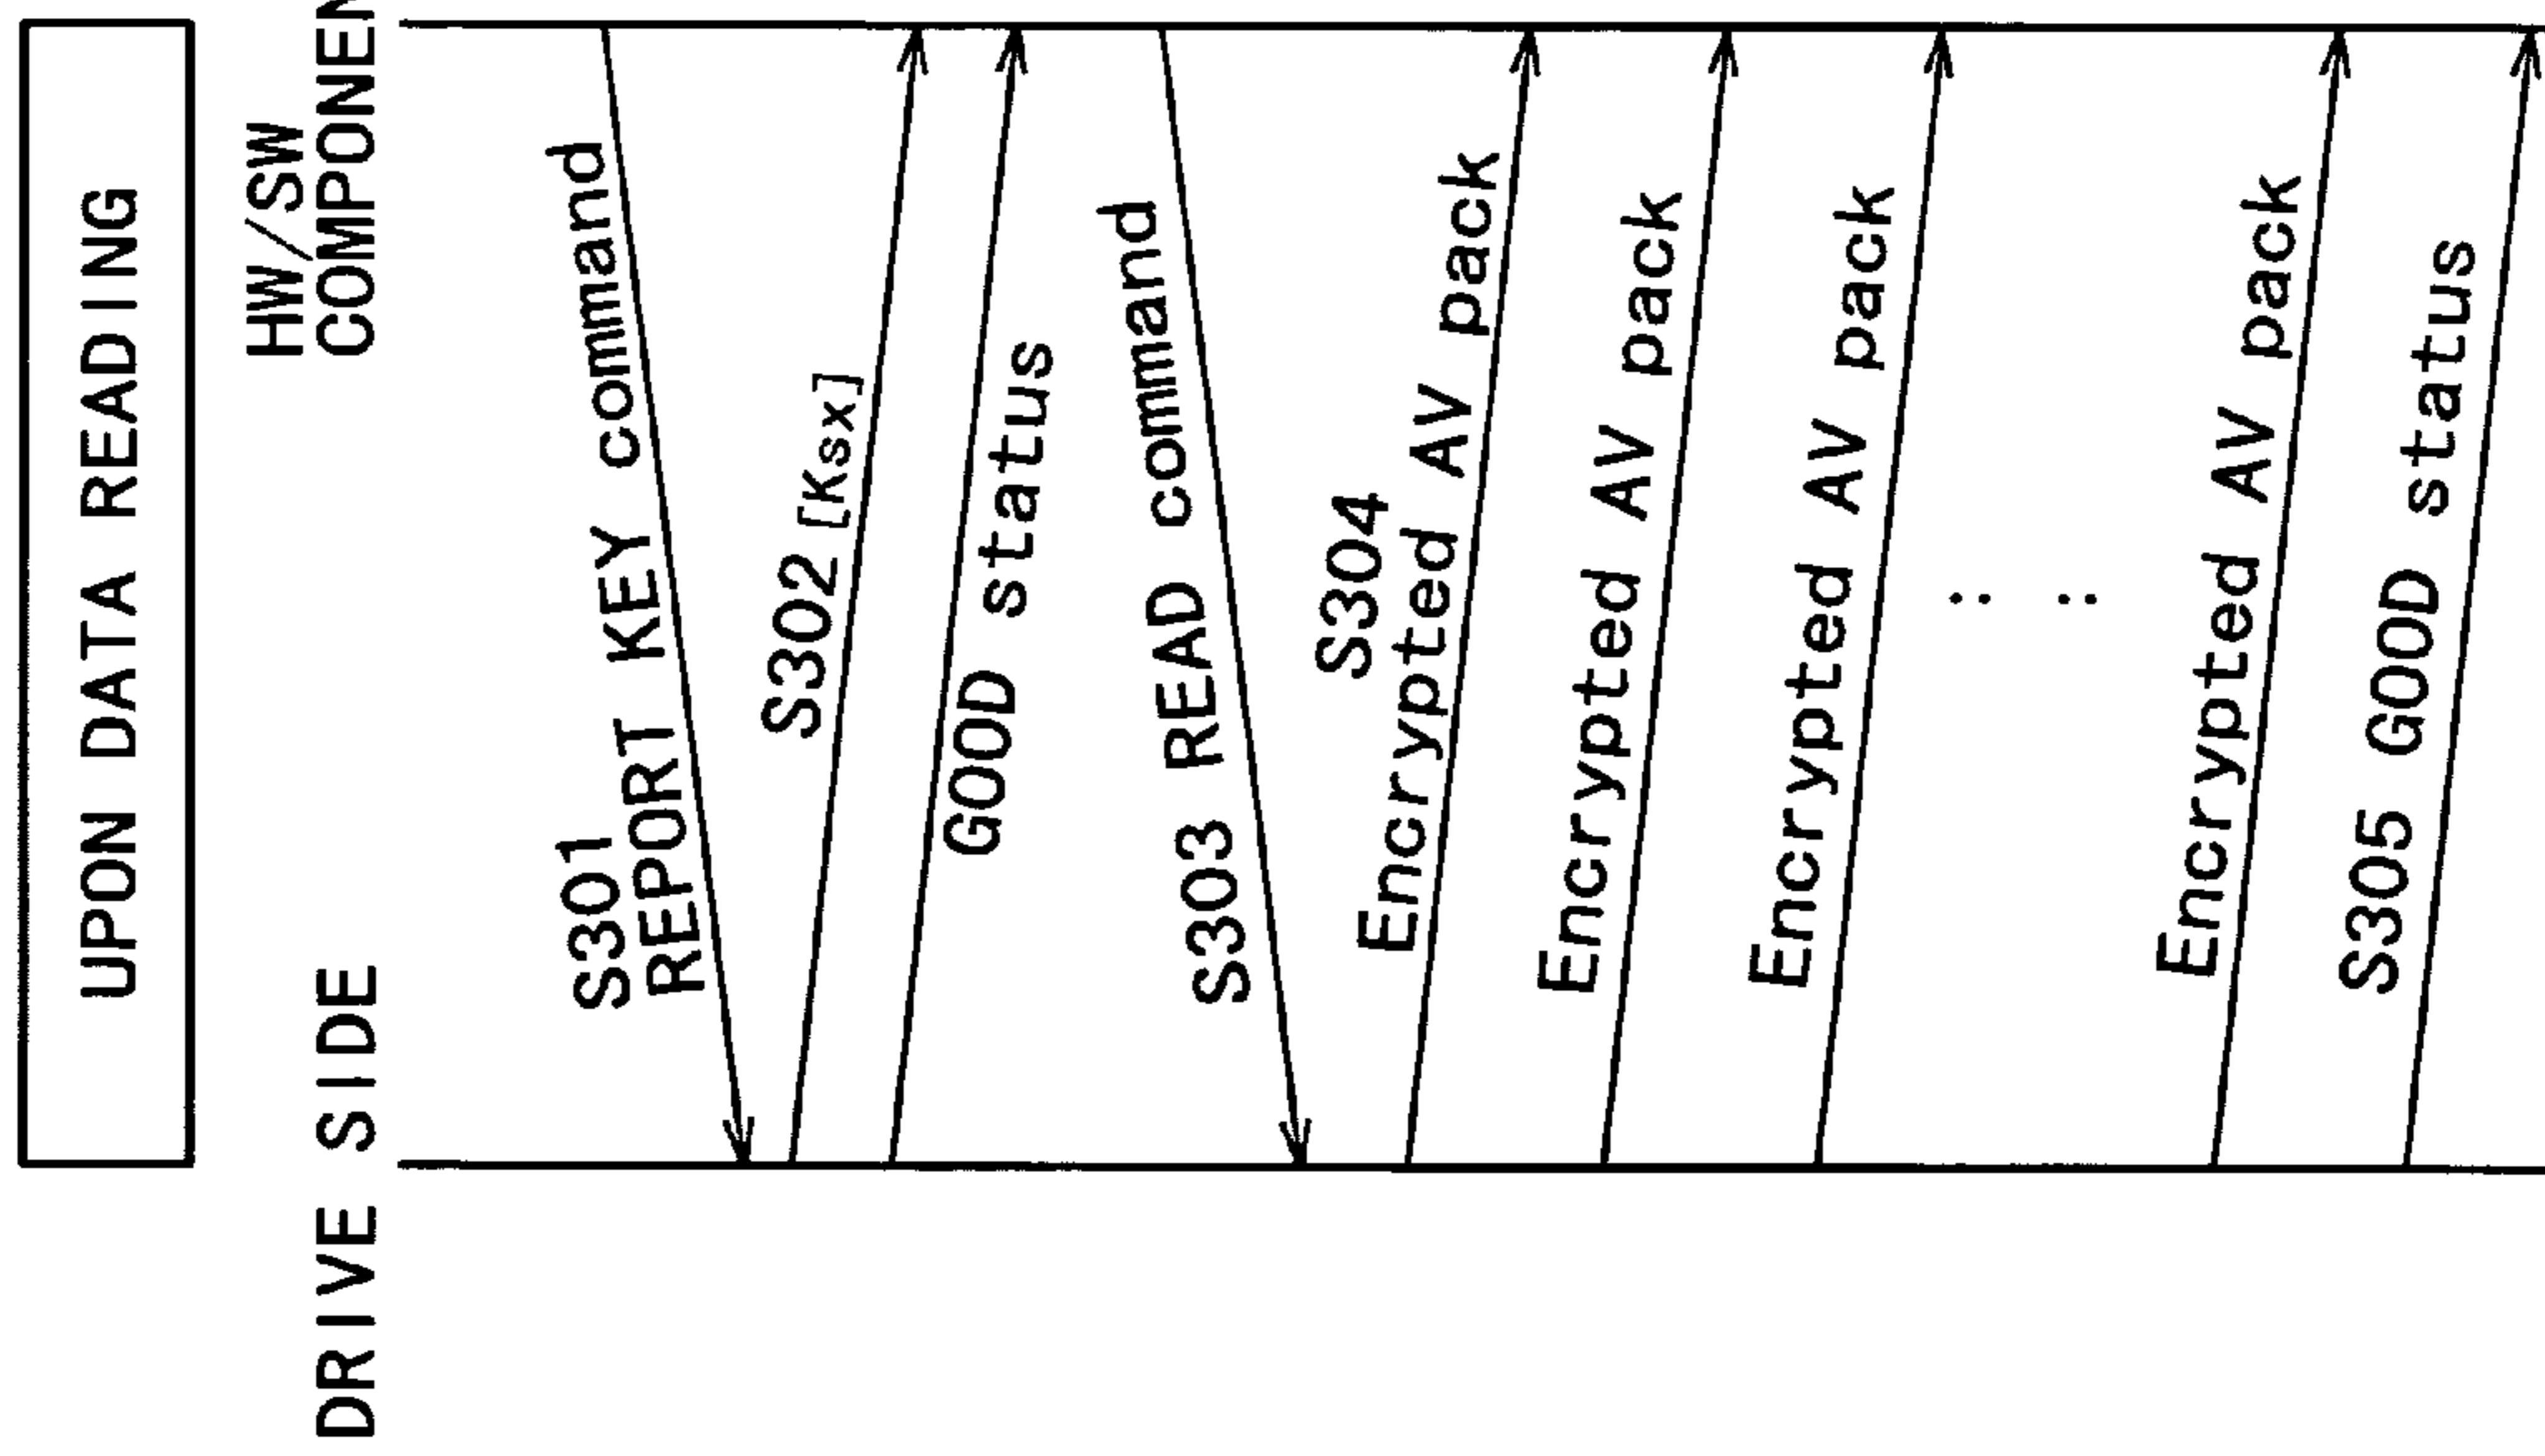 UPON DATA READING
DRIVE SIDE
HW/SW
S301
REPORT KEY command
S302 [Ksx]
GOOD status
S303 READ command
S304
Encrypted AV pack
Encrypted AV pack
Encrypted AV pack
: :
Encrypted AV pack
S305 GOOD status